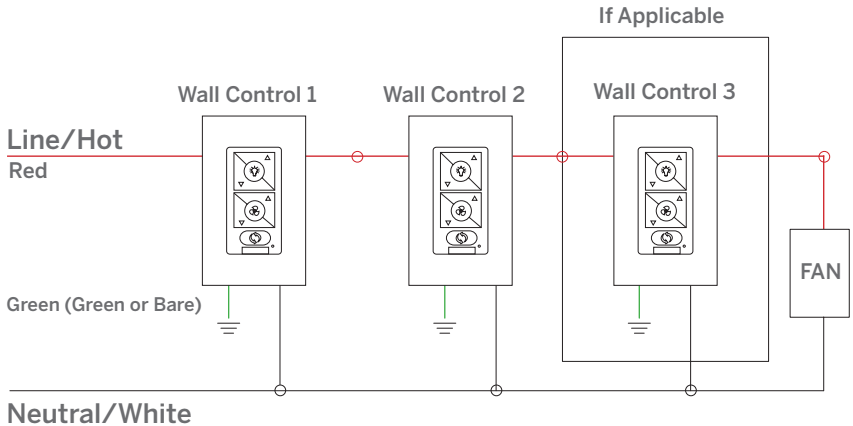 If Applicable
Wall Control 1
Wall Control 2
Wall Control 3
Line/Hot
Red
FAN
Green (Green or Bare)
Neutral/White